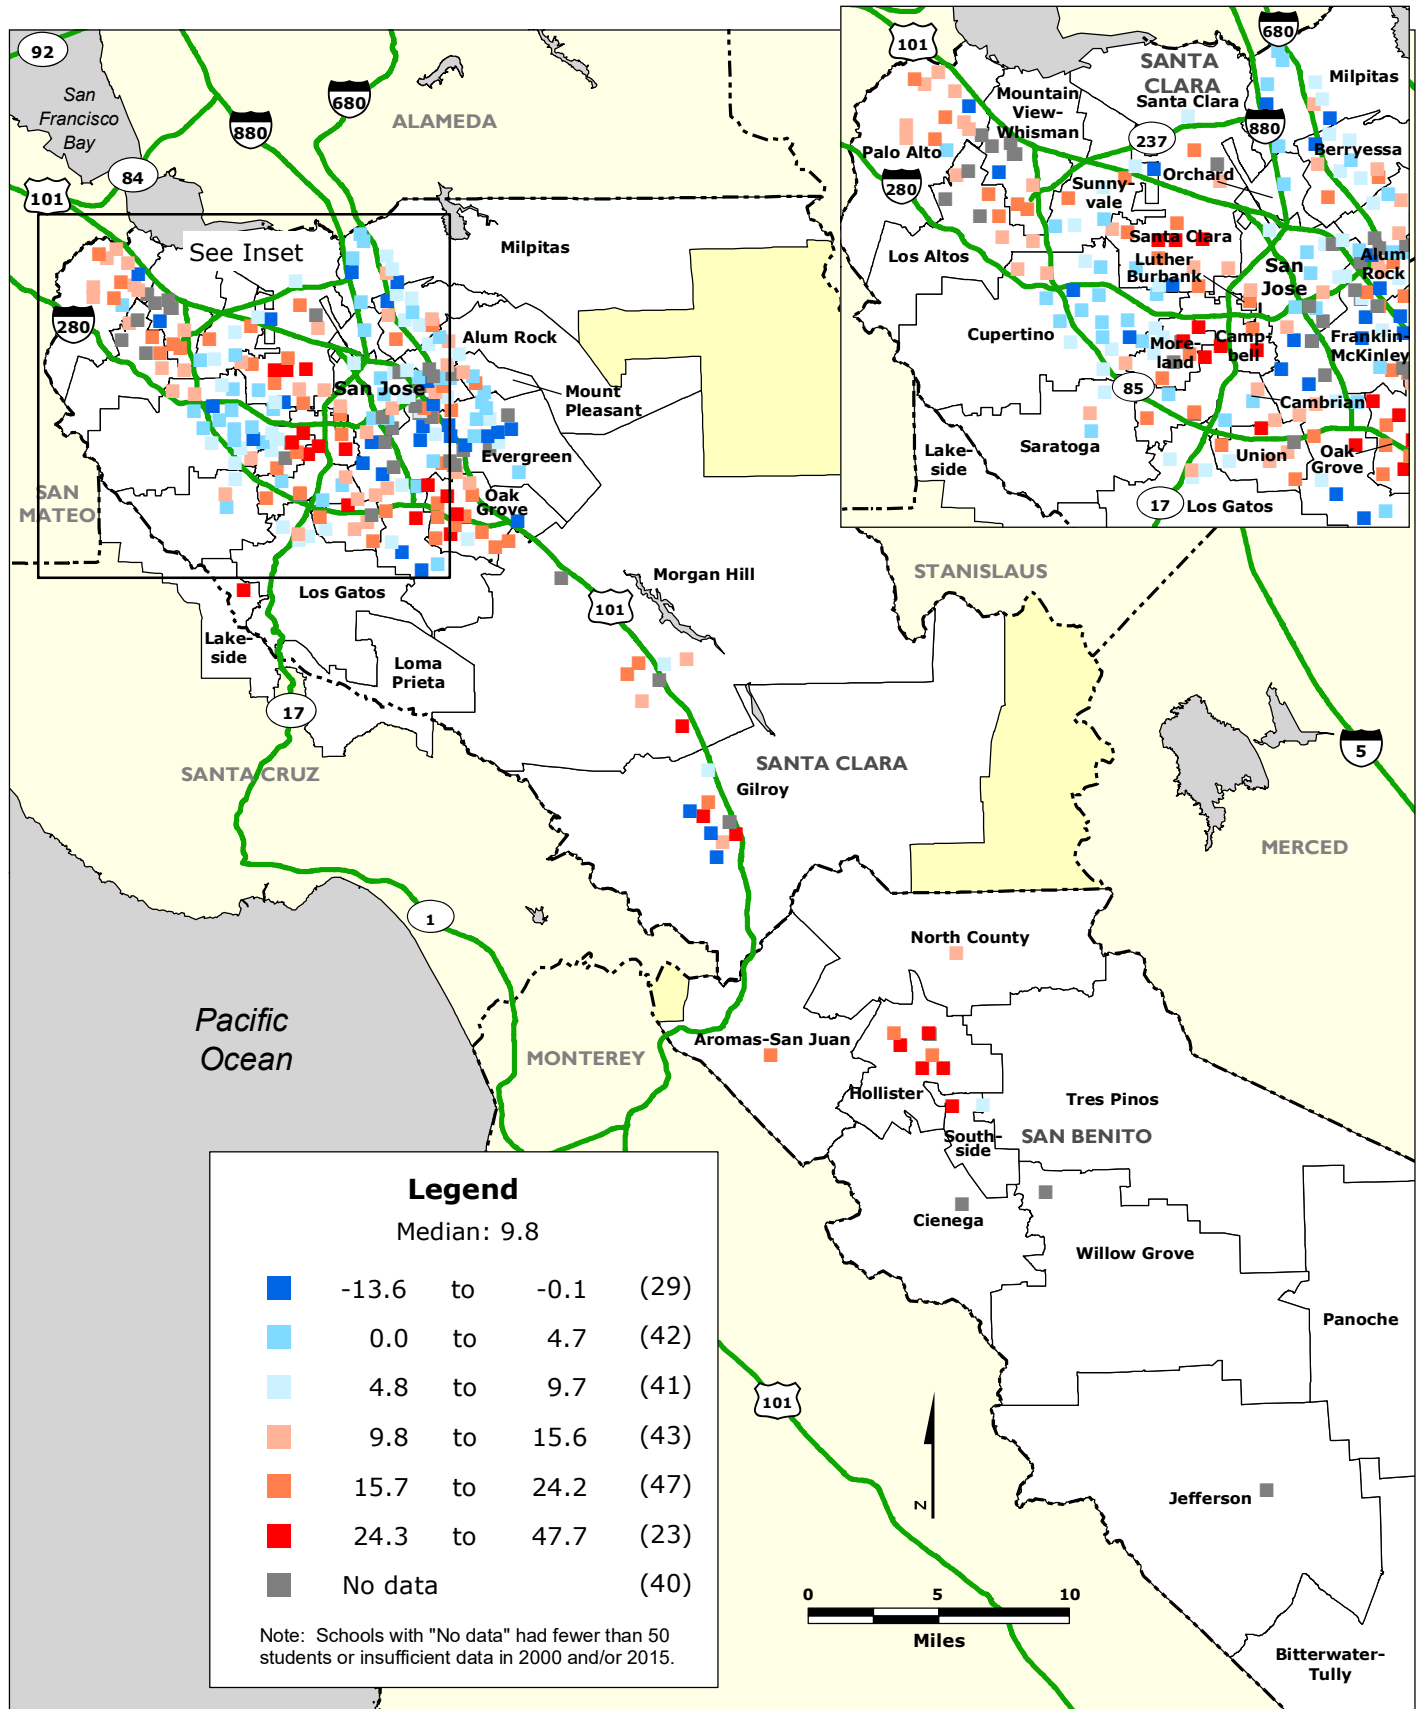 92
San
Francisco
Bay
880
680
ALAMEDA
84
101
See Inset
Milpitas
280
Alum Rock
San Jose
Mount
Pleasant
Evergreen
SAN
MATEO
Oak
Grove
Los Gatos
Morgan Hill
101
Lake-
side
Loma
Prieta
17
SANTA CRUZ
SANTA CLARA
Gilroy
STANISLAUS
5
MERCED
1
North County
Pacific
Ocean
MONTEREY
Aromas-San Juan
Hollister
Tres Pinos
South-
side
SAN BENITO
Cienega
Willow Grove
Panoche
Jefferson
Bitterwater-
Tully
101
N
0 5 10
Miles
680
101
SANTA
CLARA
Milpitas
Mountain
View-
Whisman
Santa Clara
880
237
Berryessa
Palo Alto
280
Orchard
Sunny-
vale
Santa Clara
Los Altos
Luther
Burbank
San
Jose
Alum
Rock
Cupertino
More-
land
Camp-
bell
Franklin-
McKinley
85
Cambrian
Saratoga
Lake-
side
Union
Oak
Grove
17
Los Gatos
Legend
Median: 9.8
-13.6 to -0.1 (29)
0.0 to 4.7 (42)
4.8 to 9.7 (41)
9.8 to 15.6 (43)
15.7 to 24.2 (47)
24.3 to 47.7 (23)
No data (40)
Note: Schools with "No data" had fewer than 50
students or insufficient data in 2000 and/or 2015.